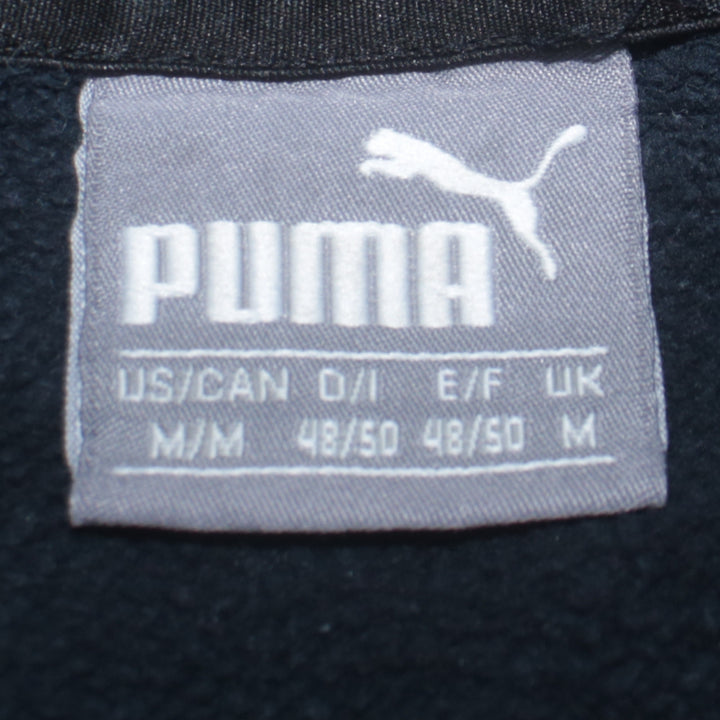 PUMA
US/CAN D/I E/F UK
M/M 48/50 48/50 M